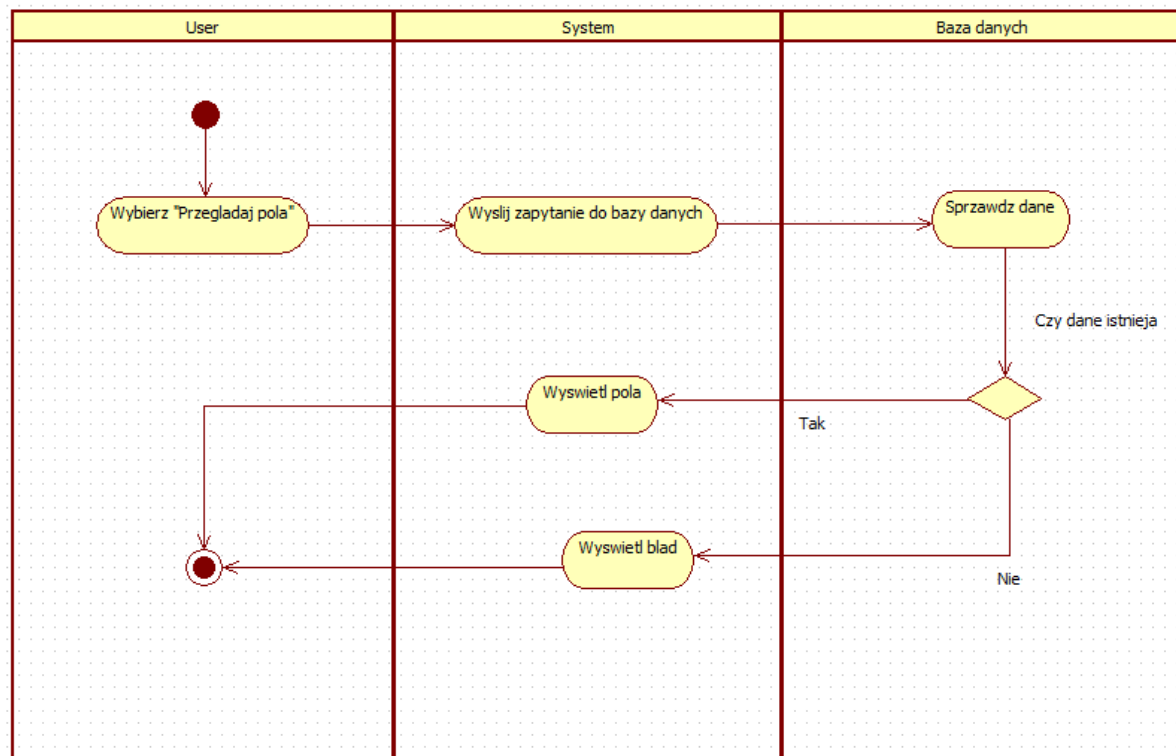 User
System
Baza danych
Wybierz "Przegladaj pola"
Wyslij zapytanie do bazy danych
Sprzawdz dane
Czy dane istnieja
Wyswietl pola
Tak
Wyswietl blad
Nie